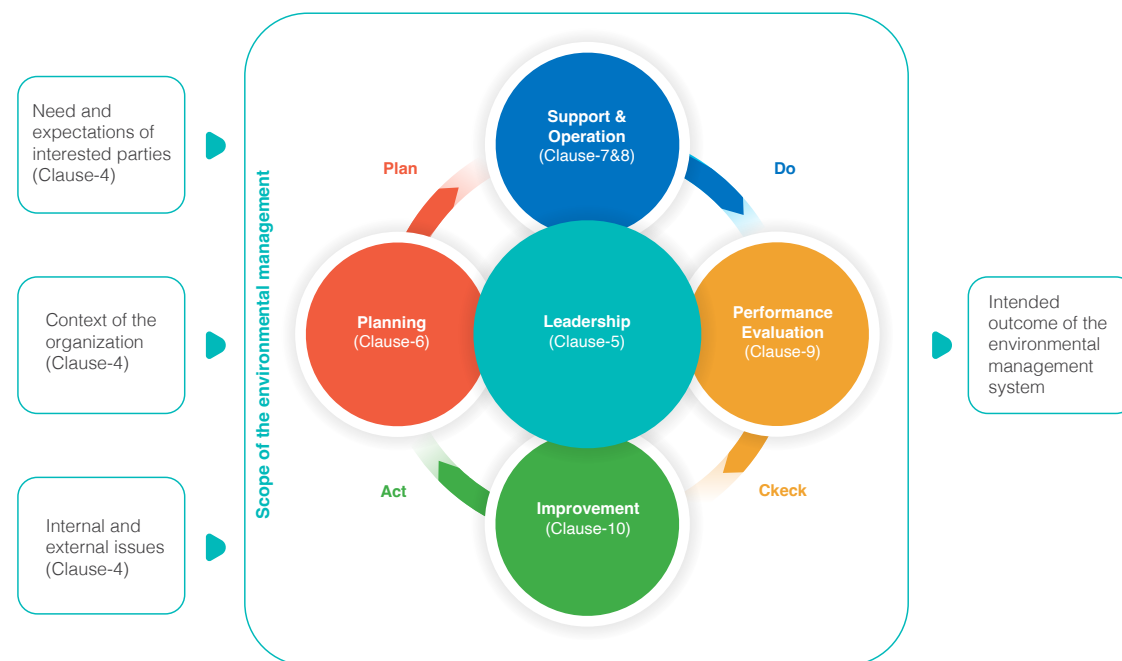 Need and
expectations of
interested parties
(Clause-4)
Context of the
organization
(Clause-4)
Internal and
external issues
(Clause-4)
Scope of the environmental management
Plan
Support &
Operation
(Clause-7&8)
Do
Planning
(Clause-6)
Leadership
(Clause-5)
Performance
Evaluation
(Clause-9)
Act
Improvement
(Clause-10)
Ckeck
Intended
outcome of the
environmental
management
system